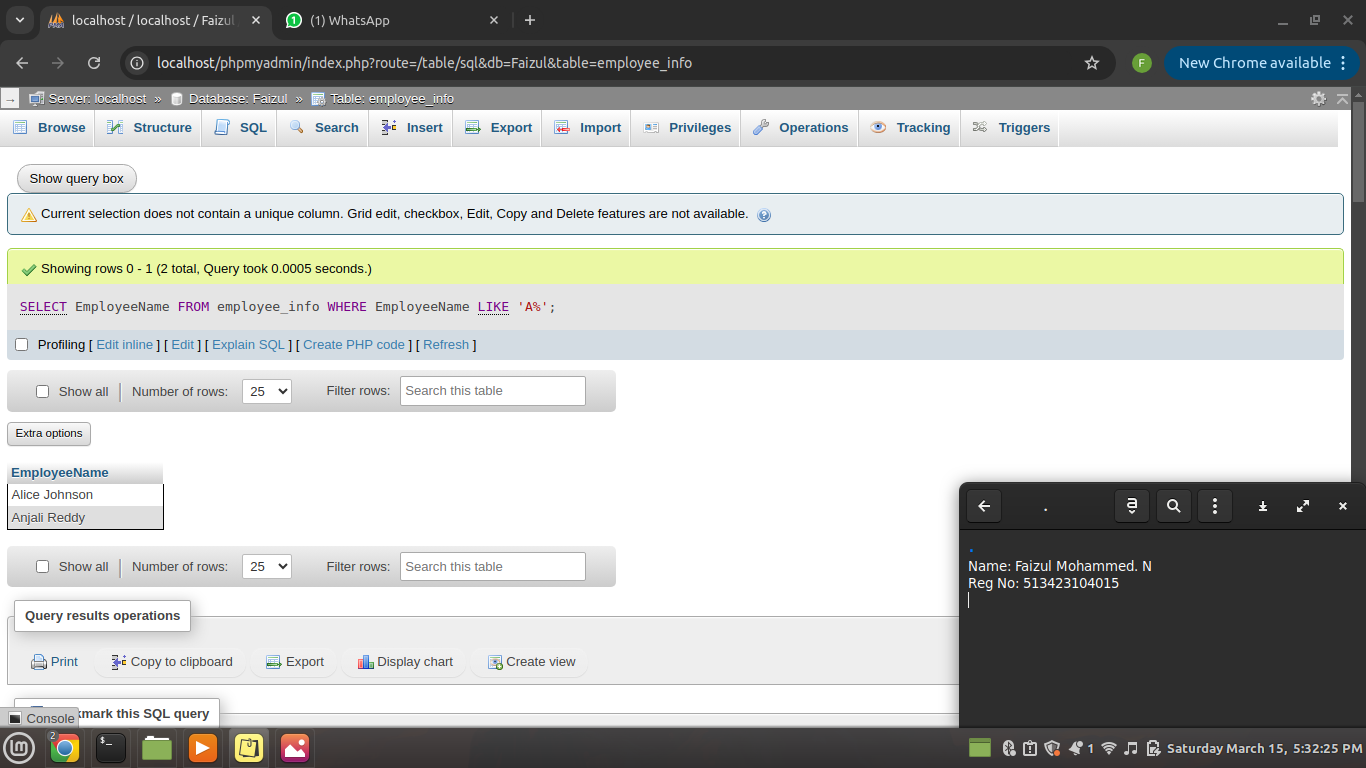 localhost / localhost / Faizul
(1) WhatsApp
localhost/phpmyadmin/index.php?route=/table/sql&db=Faizul&table=employee_info
F
New Chrome available
Server: localhost » Database: Faizul » Table: employee_info
Browse Structure SQL Search Insert Export Import Privileges Operations Tracking Triggers
Show query box
Current selection does not contain a unique column. Grid edit, checkbox, Edit, Copy and Delete features are not available.
Showing rows 0 - 1 (2 total, Query took 0.0005 seconds.)
SELECT EmployeeName FROM employee_info WHERE EmployeeName LIKE 'A%';
Profiling [ Edit inline ] [ Edit ] [ Explain SQL ] [ Create PHP code ] [ Refresh ]
Show all Number of rows: 25 Filter rows: Search this table
Extra options
EmployeeName
Alice Johnson
Anjali Reddy
Show all Number of rows: 25 Filter rows: Search this table
Query results operations
Print Copy to clipboard Export Display chart Create view
kmark this SQL query
Console
.
.
Name: Faizul Mohammed. N
Reg No: 513423104015
2
1
Saturday March 15, 5:32:25 PM